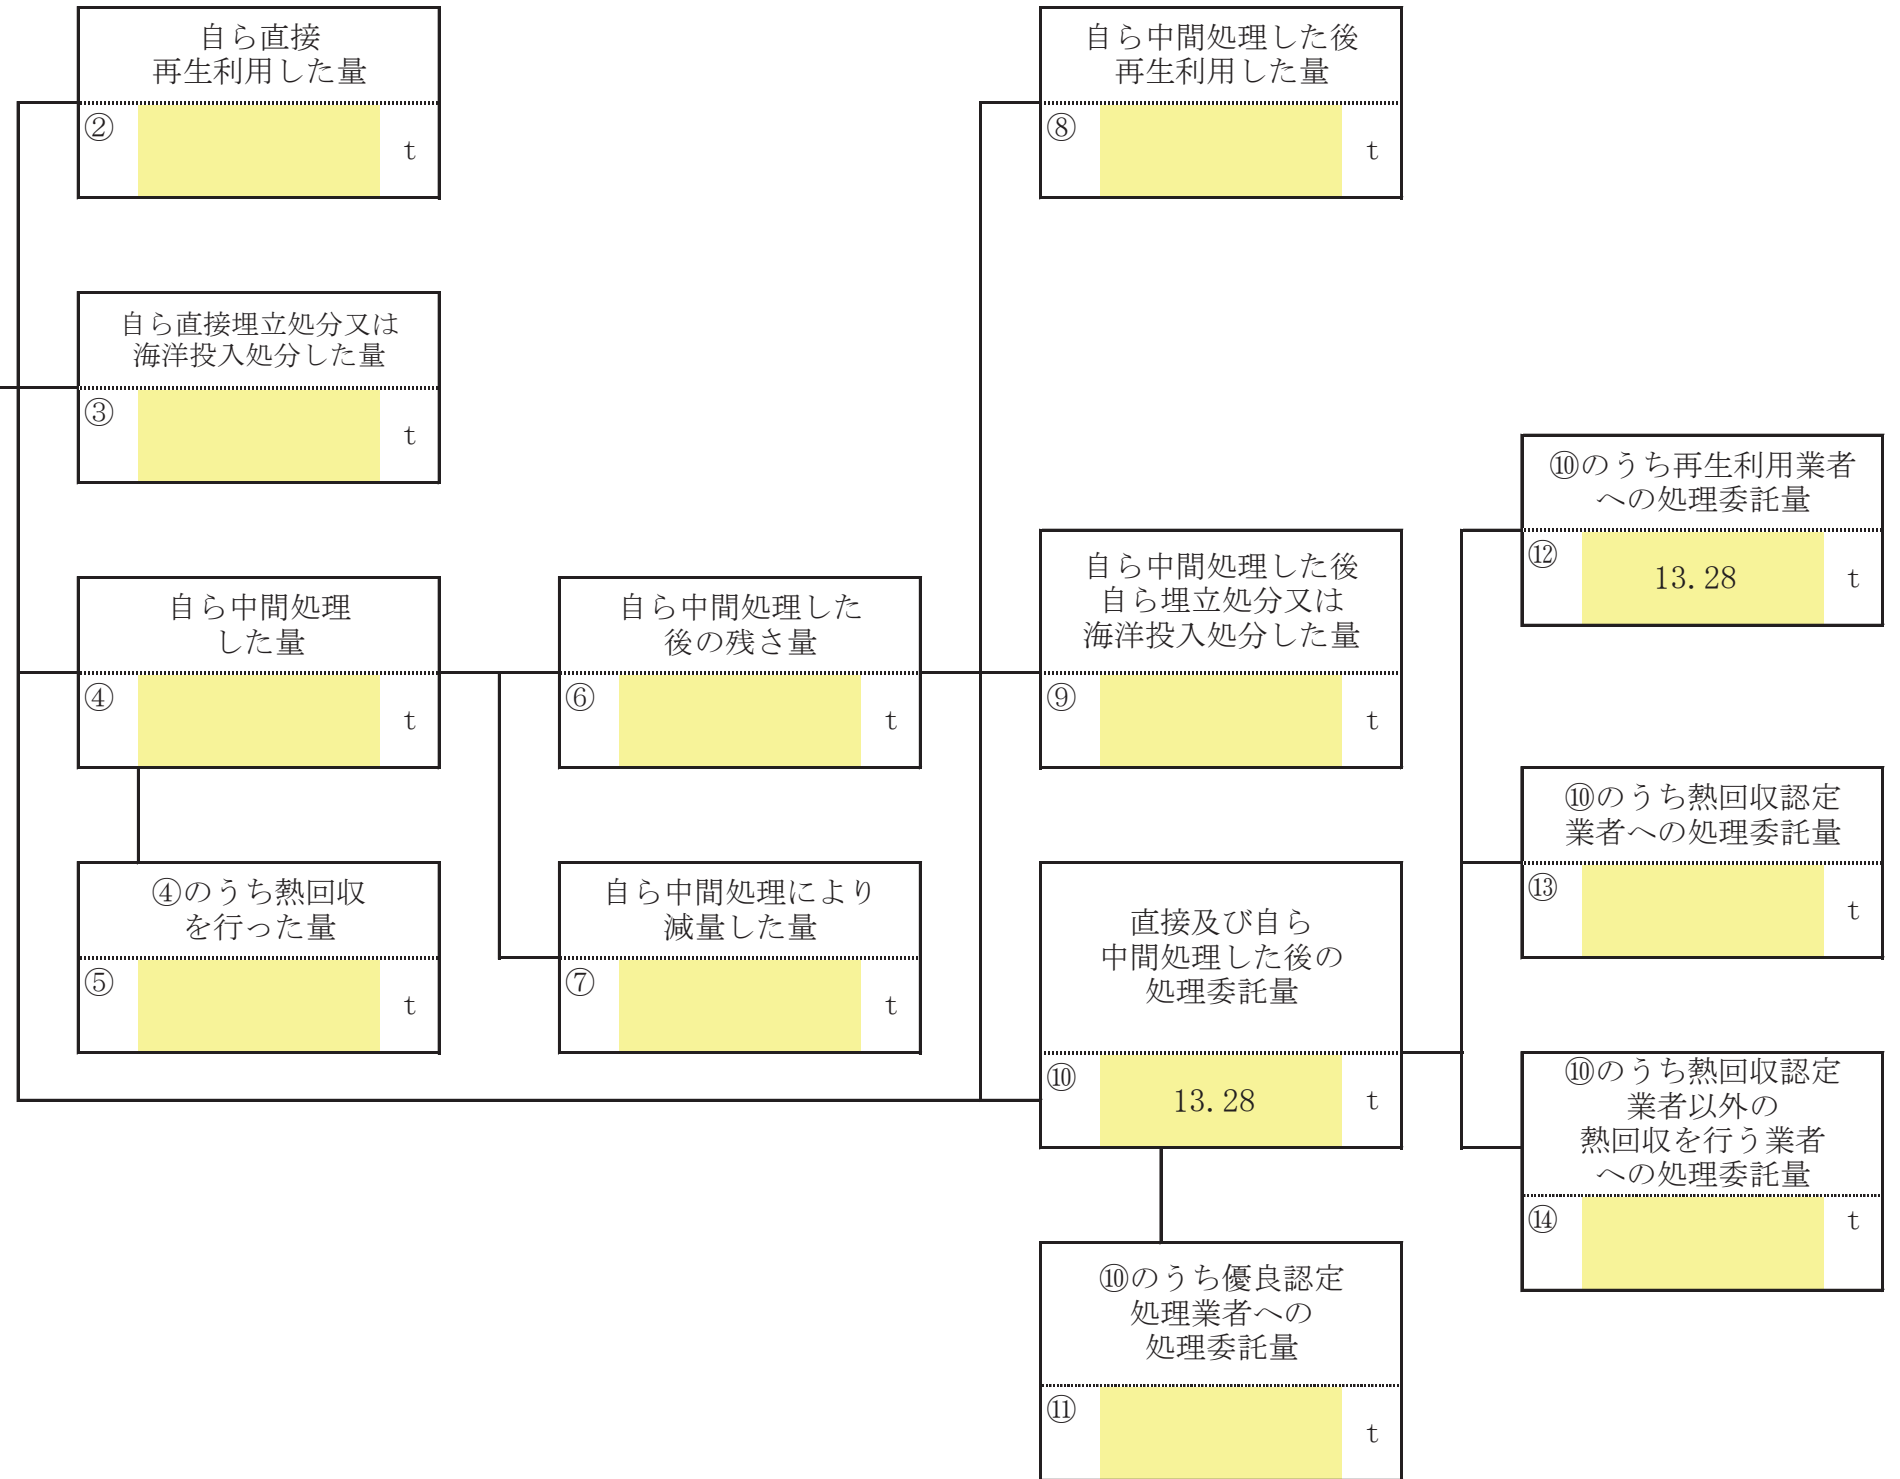 自ら直接
再生利用した量
②
t
自ら中間処理した後
再生利用した量
⑧
t
自ら直接埋立処分又は
海洋投入処分した量
③
t
⑩のうち再生利用業者
への処理委託量
⑫
13.28
t
自ら中間処理
した量
④
t
自ら中間処理した
後の残さ量
⑥
t
自ら中間処理した後
自ら埋立処分又は
海洋投入処分した量
⑨
t
⑩のうち熱回収認定
業者への処理委託量
⑬
t
④のうち熱回収
を行った量
⑤
t
自ら中間処理により
減量した量
⑦
t
直接及び自ら
中間処理した後の
処理委託量
⑩
13.28
t
⑩のうち熱回収認定
業者以外の
熱回収を行う業者
への処理委託量
⑭
t
⑩のうち優良認定
処理業者への
処理委託量
⑪
t